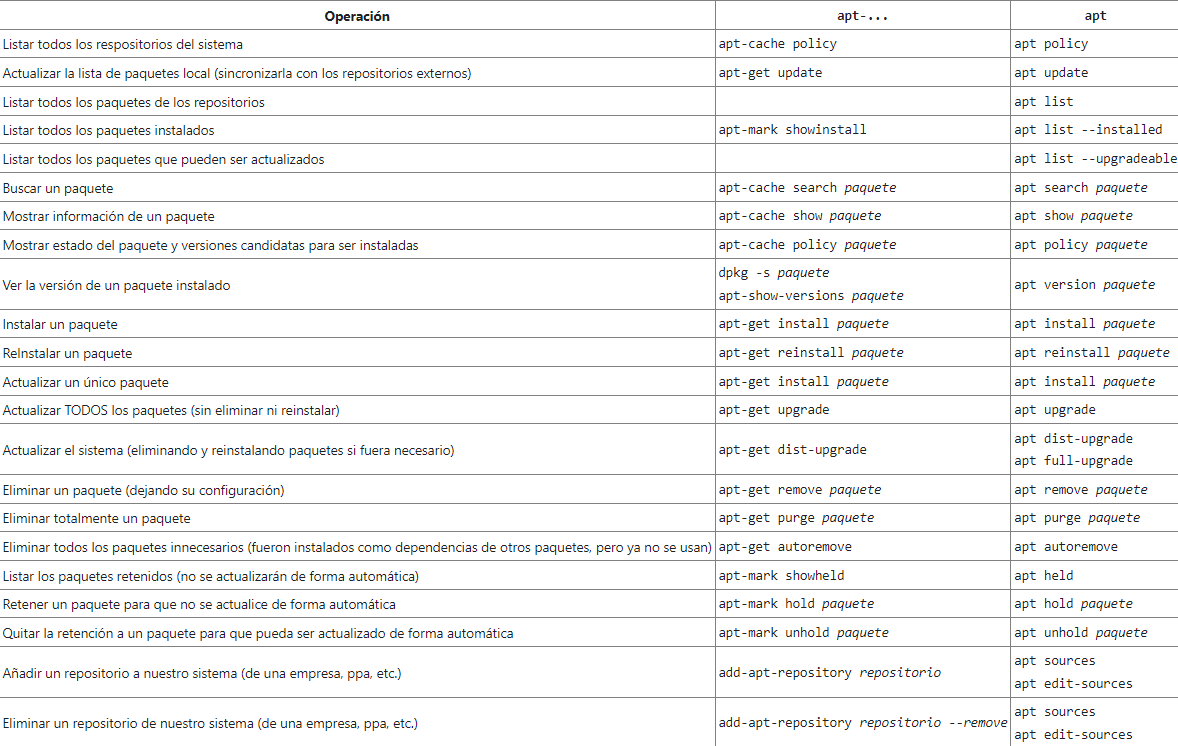 Operación apt-... apt
Listar todos los respositorios del sistema apt-cache policy apt policy
Actualizar la lista de paquetes local (sincronizarla con los repositorios externos) apt-get update apt update
Listar todos los paquetes de los repositorios apt list
Listar todos los paquetes instalados apt-mark showinstall apt list --installed
Listar todos los paquetes que pueden ser actualizados apt list --upgradeable
Buscar un paquete apt-cache search paquete apt search paquete
Mostrar información de un paquete apt-cache show paquete apt show paquete
Mostrar estado del paquete y versiones candidatas para ser instaladas apt-cache policy paquete apt policy paquete
Ver la versión de un paquete instalado dpkg -s paquete
apt-show-versions paquete apt version paquete
Instalar un paquete apt-get install paquete apt install paquete
ReInstalar un paquete apt-get reinstall paquete apt reinstall paquete
Actualizar un único paquete apt-get install paquete apt install paquete
Actualizar TODOS los paquetes (sin eliminar ni reinstalar) apt-get upgrade apt upgrade
Actualizar el sistema (eliminando y reinstalando paquetes si fuera necesario) apt-get dist-upgrade apt dist-upgrade
apt full-upgrade
Eliminar un paquete (dejando su configuración) apt-get remove paquete apt remove paquete
Eliminar totalmente un paquete apt-get purge paquete apt purge paquete
Eliminar todos los paquetes innecesarios (fueron instalados como dependencias de otros paquetes, pero ya no se usan) apt-get autoremove apt autoremove
Listar los paquetes retenidos (no se actualizarán de forma automática) apt-mark showheld apt held
Retener un paquete para que no se actualice de forma automática apt-mark hold paquete apt hold paquete
Quitar la retención a un paquete para que pueda ser actualizado de forma automática apt-mark unhold paquete apt unhold paquete
Añadir un repositorio a nuestro sistema (de una empresa, ppa, etc.) add-apt-repository repositorio apt sources
apt edit-sources
Eliminar un repositorio de nuestro sistema (de una empresa, ppa, etc.) add-apt-repository repositorio --remove apt sources
apt edit-sources